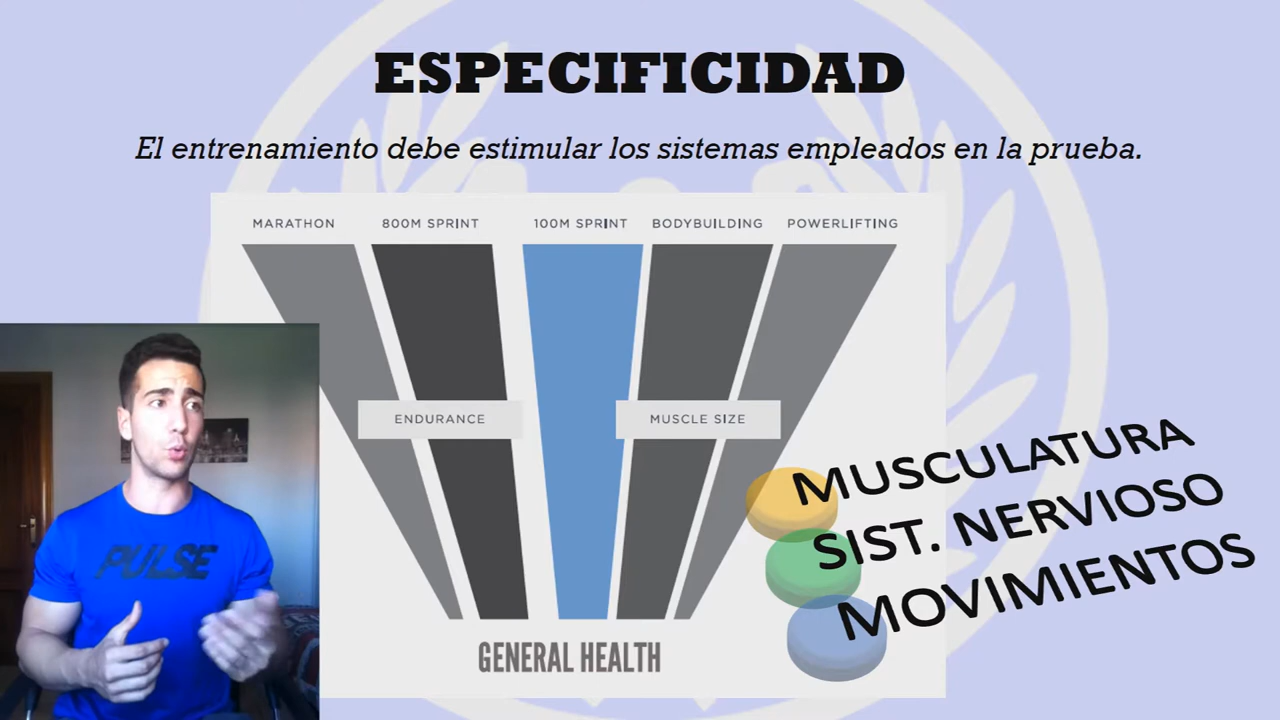 ESPECIFICIDAD
El entrenamiento debe estimular los sistemas empleados en la prueba.
MARATHON 800M SPRINT 100M SPRINT BODYBUILDING POWERLIFTING
ENDURANCE MUSCLE SIZE
MUSCULATURA
SIST. NERVIOSO
MOVIMIENTOS
PULSE
GENERAL HEALTH